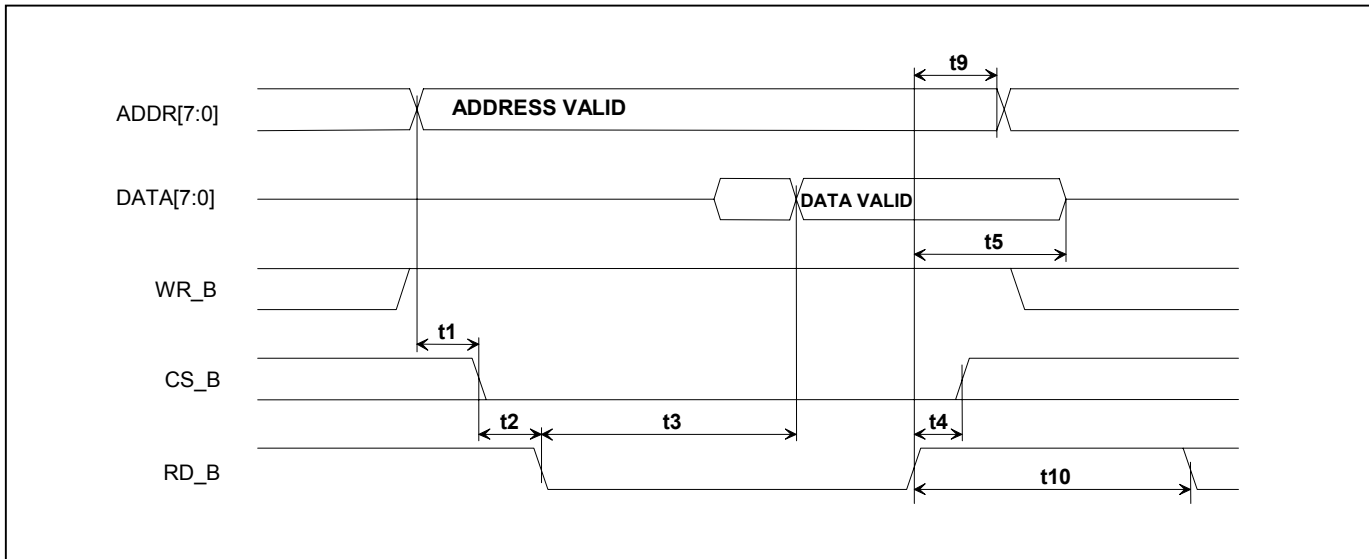 t9
ADDR[7:0]
ADDRESS VALID
DATA[7:0]
DATA VALID
t5
WR_B
t1
CS_B
t2
t3
t4
RD_B
t10